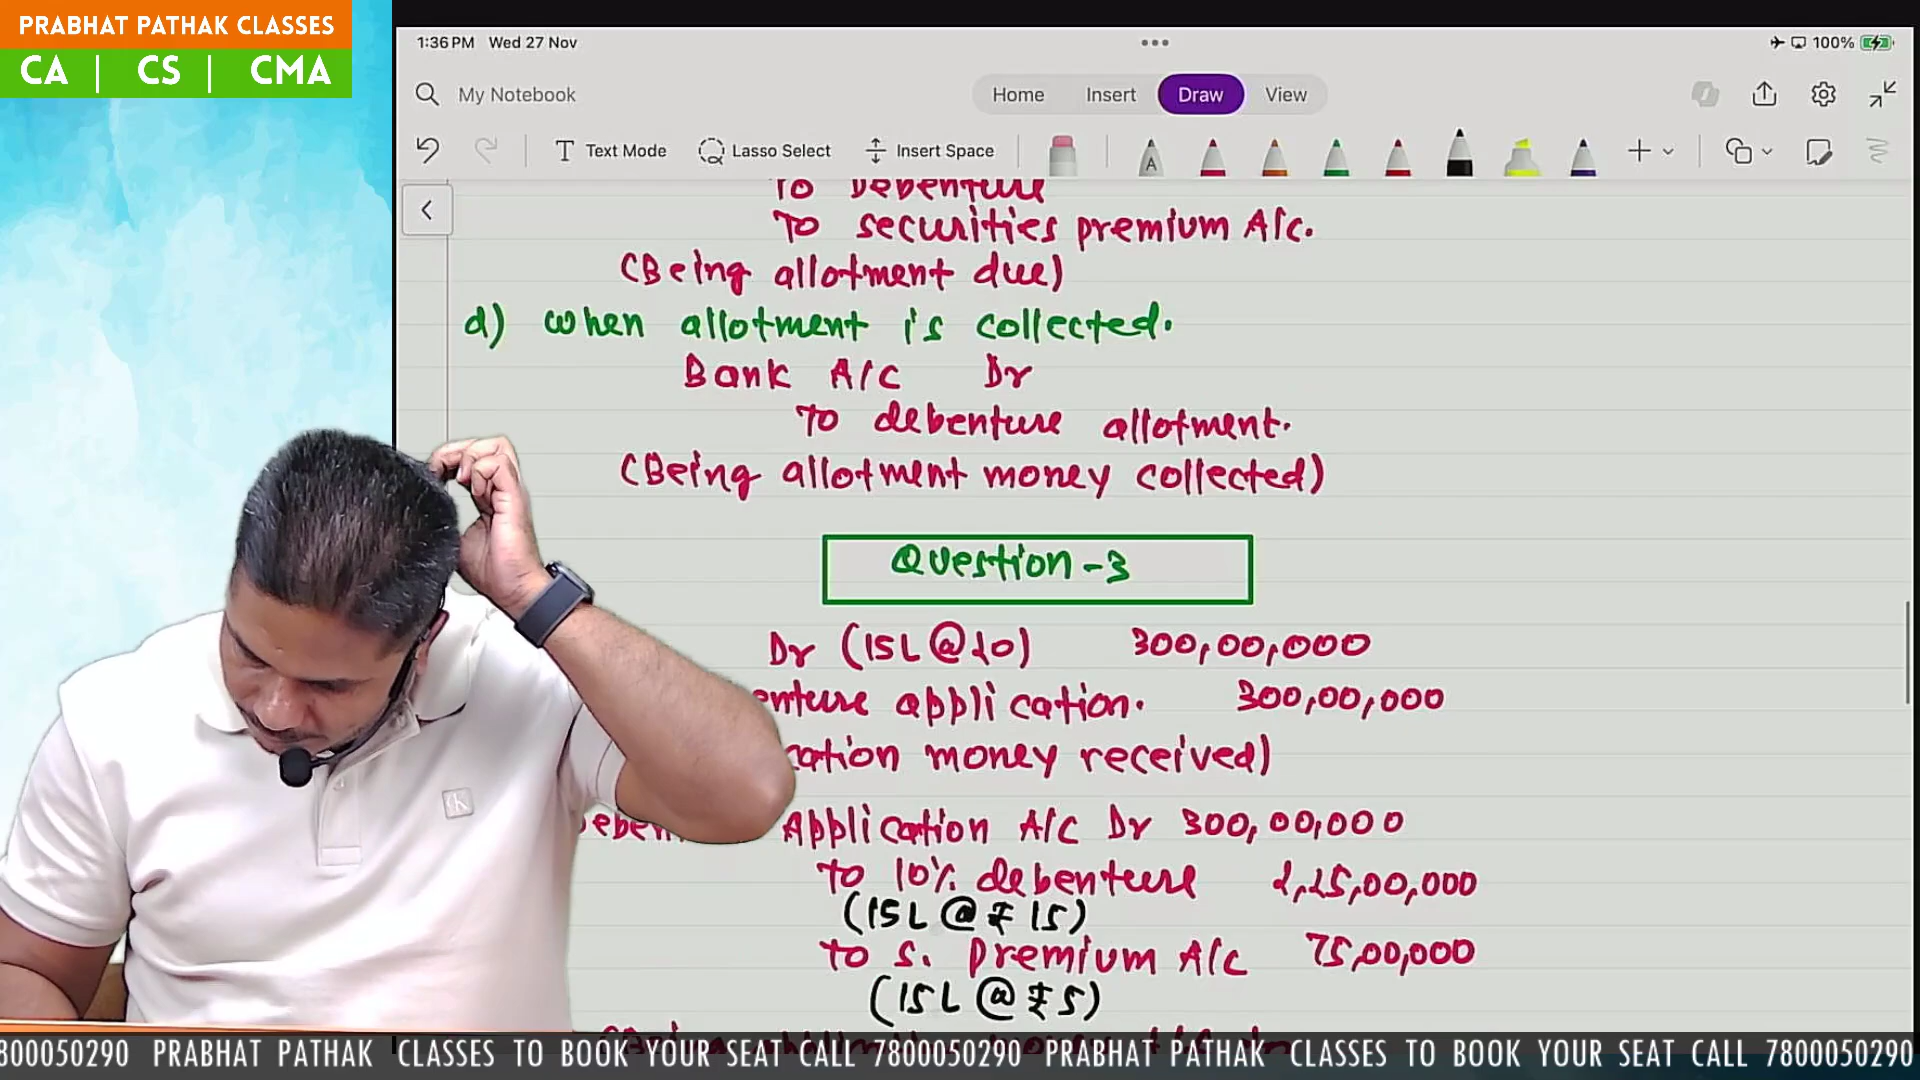 PRABHAT PATHAK CLASSES
CA | CS | CMA
1:36 PM Wed 27 Nov
100%
My Notebook
Home Insert Draw View
Text Mode Lasso Select Insert Space
A
To Debenture
To securities premium A/c.
(Being allotment due)
d) when allotment is collected.
Bank A/C Dr
To debenture allotment.
(Being allotment money collected)
Question-3
Dr (15L@20) 300,00,000
enture application. 300,00,000
cation money received)
Application A/C Dr 300,00,000
To 10% debenture 2,25,00,000
(15L @ ₹ 15)
To S. Premium A/C 75,00,000
(15L @ ₹5)
800050290 PRABHAT PATHAK CLASSES TO BOOK YOUR SEAT CALL 7800050290 PRABHAT PATHAK CLASSES TO BOOK YOUR SEAT CALL 7800050290